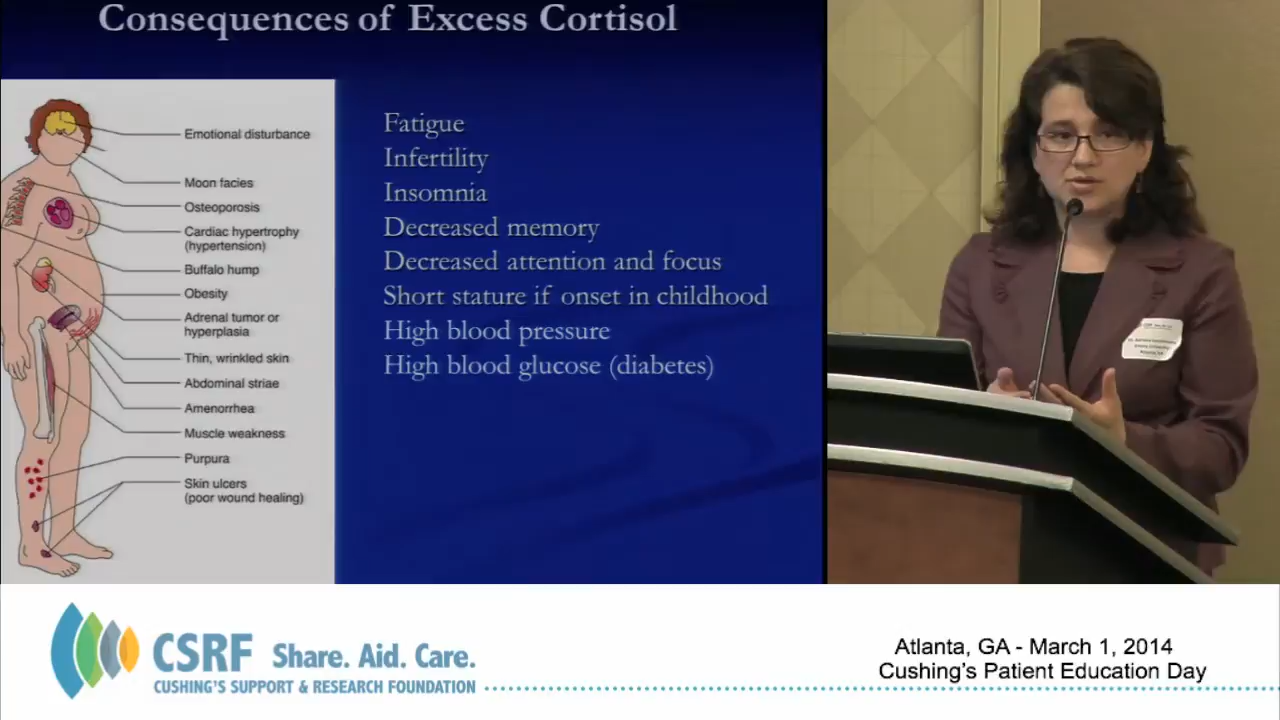 Consequences of Excess Cortisol
Emotional disturbance
Moon facies
Osteoporosis
Cardiac hypertrophy
(hypertension)
Buffalo hump
Obesity
Adrenal tumor or
hyperplasia
Thin, wrinkled skin
Abdominal striae
Amenorrhea
Muscle weakness
Purpura
Skin ulcers
(poor wound healing)
Fatigue
Infertility
Insomnia
Decreased memory
Decreased attention and focus
Short stature if onset in childhood
High blood pressure
High blood glucose (diabetes)
CSRF Share. Aid. Care.
CUSHING'S SUPPORT & RESEARCH FOUNDATION
Atlanta, GA - March 1, 2014
Cushing's Patient Education Day